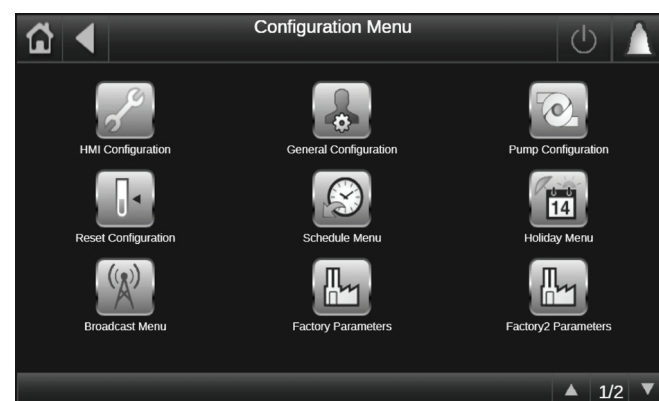 Configuration Menu
HMI Configuration
General Configuration
Pump Configuration
14
Reset Configuration
Schedule Menu
Holiday Menu
Broadcast Menu
Factory Parameters
Factory2 Parameters
1/2